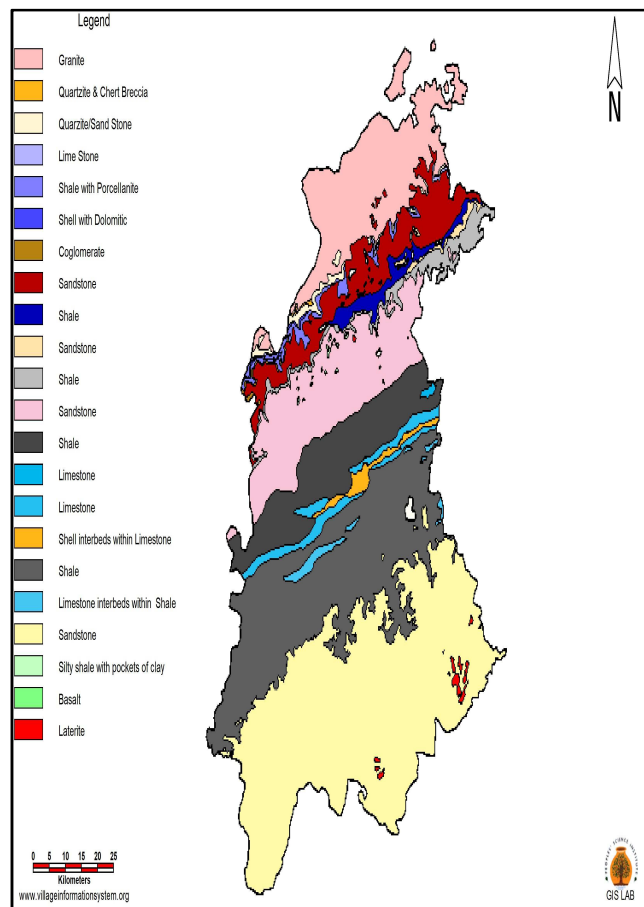 Legend
Granite
Quartzite & Chert Breccia
Quarzite/Sand Stone
Lime Stone
Shale with Porcellanite
Shell with Dolomitic
Coglomerate
Sandstone
Shale
Sandstone
Shale
Sandstone
Shale
Limestone
Limestone
Shell interbeds within Limestone
Shale
Limestone interbeds within Shale
Sandstone
Silty shale with pockets of clay
Basalt
Laterite
N
0 5 10 15 20 25
Kilometers
www.villageinformationsystem.org
GIS LAB